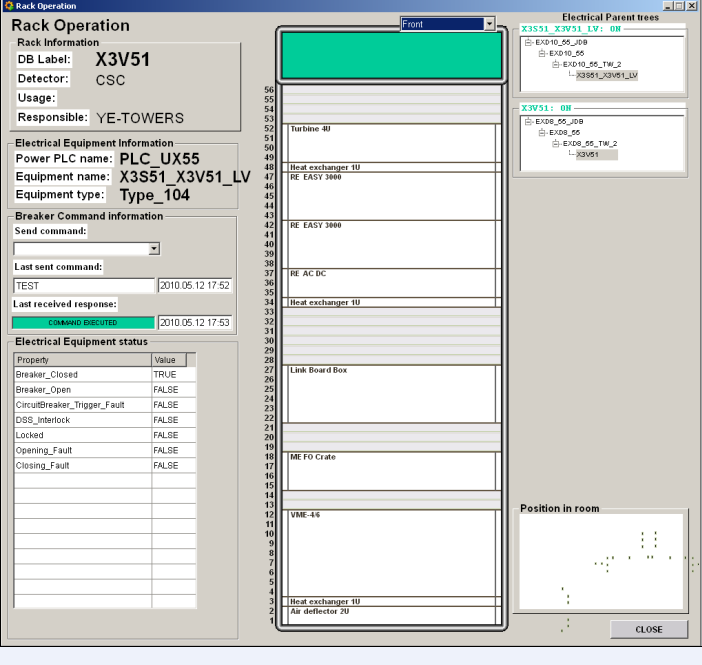 Rack Operation
Rack Operation
Rack Information
DB Label: X3V51
Detector: CSC
Usage:
Responsible: YE-TOWERS
Electrical Equipment Information
Power PLC name: PLC_UX55
Equipment name: X3S51_X3V51_LV
Equipment type: Type_104
Breaker Command information
Send command:
Last sent command:
TEST 2010.05.12 17:52
Last received response:
COMMAND EXECUTED 2010.05.12 17:53
Electrical Equipment status
Property Value
Breaker_Closed TRUE
Breaker_Open FALSE
CircuitBreaker_Trigger_Fault FALSE
DSS_Interlock FALSE
Locked FALSE
Opening_Fault FALSE
Closing_Fault FALSE
Front
56
55
54
53
52 Turbine 4U
51
50
49
48 Heat exchanger 1U
47 RE EASY 3000
46
45
44
43
42 RE EASY 3000
41
40
39
38
37 RE AC DC
36
35
34 Heat exchanger 1U
33
32
31
30
29
28
27 Link Board Box
26
25
24
23
22
21
20
19
18 ME FO Crate
17
16
15
14
13
12 VME-4/6
11
10
9
8
7
6
5
4
3 Heat exchanger 1U
2 Air deflector 2U
1
Electrical Parent trees
X3S51_X3V51_LV: ON
EXD10_55_JDB
EXD10_55
EXD10_55_TW_2
X3S51_X3V51_LV
X3V51: ON
EXD8_55_JDB
EXD8_55
EXD8_55_TW_2
X3V51
Position in room
CLOSE